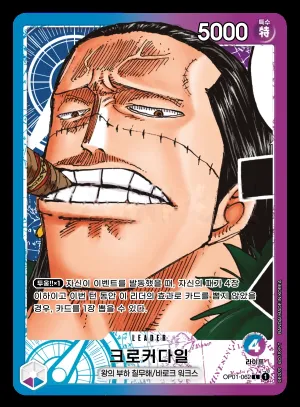 특수
5000 特
두웅!!×1 자신이 이벤트를 발동했을 때, 자신의 패가 4장
이하이고 이번 턴 동안 이 리더의 효과로 카드를 뽑지 않았을
경우, 카드를 1장 뽑을 수 있다.
LEADER
크로커다일
4
라이프
왕의 부하 칠무해/바로크 워크스
OP01-062 L